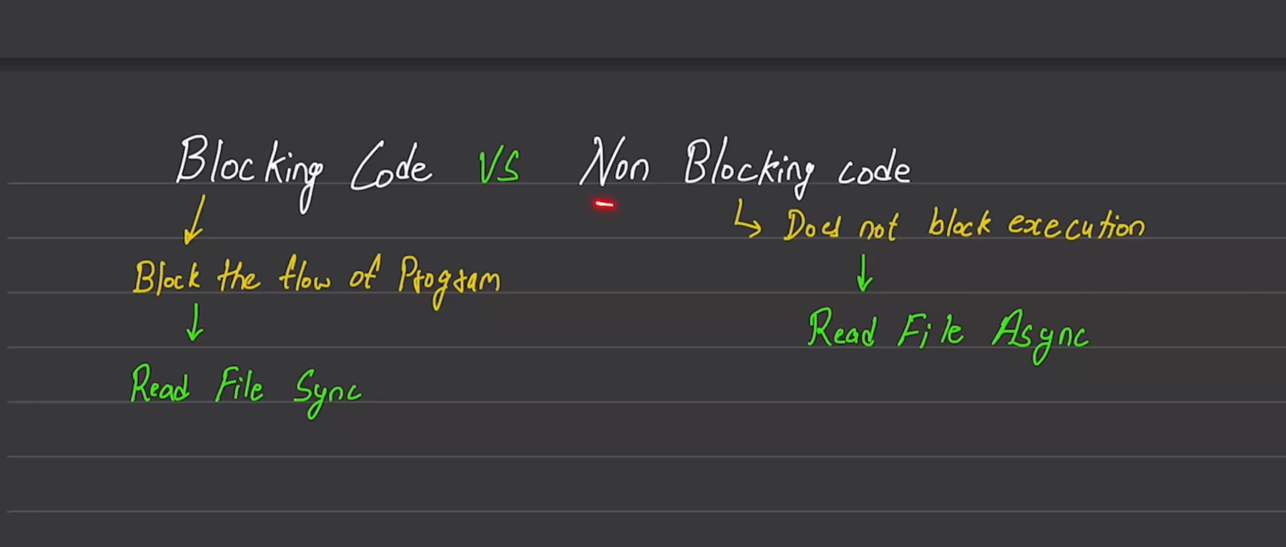 Blocking Code VS Non Blocking code
Does not block execution
Block the flow of Program
Read File Async
Read File Sync